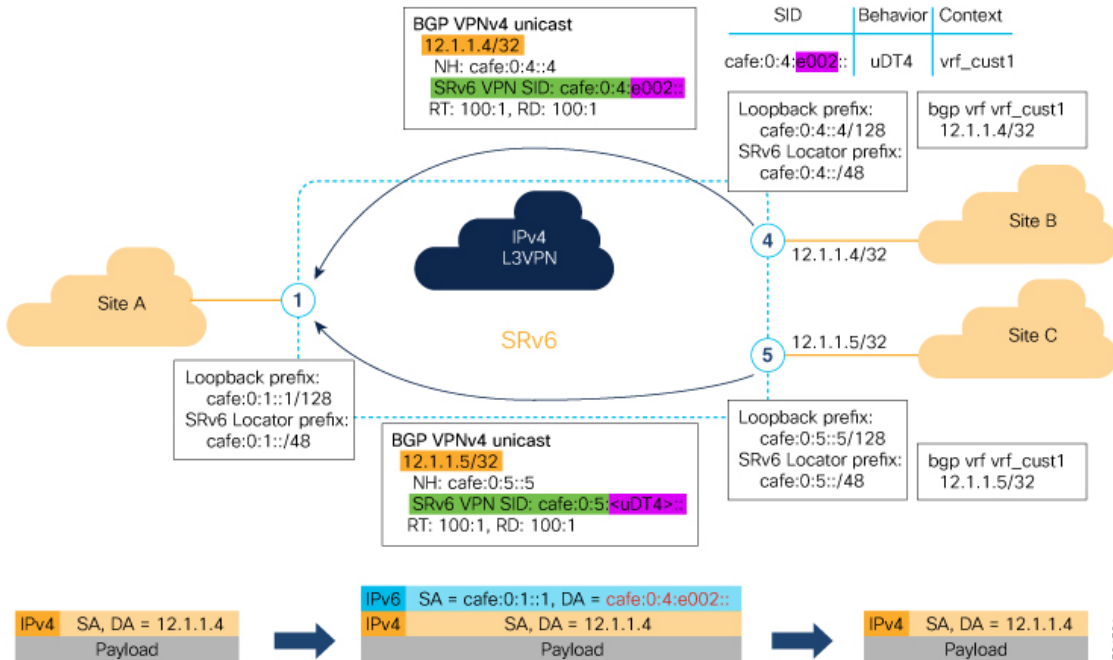 BGP VPNv4 unicast
12.1.1.4/32
NH: cafe:0:4::4
SRv6 VPN SID: cafe:0:4:e002::
RT: 100:1, RD: 100:1
SID Behavior Context
cafe:0:4:e002:: uDT4 vrf_cust1
Loopback prefix:
cafe:0:4::4/128
SRv6 Locator prefix:
cafe:0:4::/48
bgp vrf vrf_cust1
12.1.1.4/32
IPv4
L3VPN
4
12.1.1.4/32
Site B
Site A
1
SRv6
5
12.1.1.5/32
Site C
Loopback prefix:
cafe:0:1::1/128
SRv6 Locator prefix:
cafe:0:1::/48
BGP VPNv4 unicast
12.1.1.5/32
NH: cafe:0:5::5
SRv6 VPN SID: cafe:0:5:<uDT4>::
RT: 100:1, RD: 100:1
Loopback prefix:
cafe:0:5::5/128
SRv6 Locator prefix:
cafe:0:5::/48
bgp vrf vrf_cust1
12.1.1.5/32
IPv4 SA, DA = 12.1.1.4
Payload
IPv6 SA = cafe:0:1::1, DA = cafe:0:4:e002::
IPv4 SA, DA = 12.1.1.4
Payload
IPv4 SA, DA = 12.1.1.4
Payload